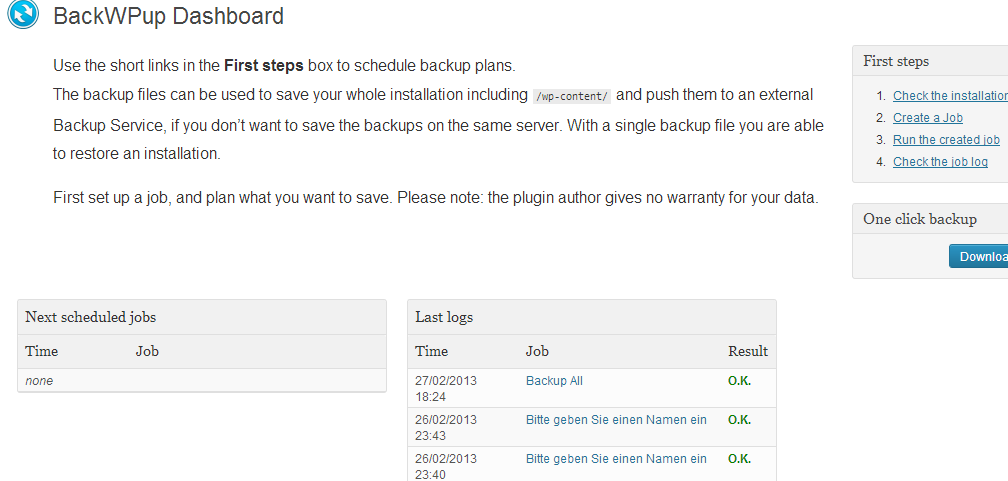 BackWPup Dashboard
Use the short links in the First steps box to schedule backup plans.
The backup files can be used to save your whole installation including /wp-content/ and push them to an external
Backup Service, if you don't want to save the backups on the same server. With a single backup file you are able
to restore an installation.
First set up a job, and plan what you want to save. Please note: the plugin author gives no warranty for your data.
First steps
1. Check the installation
2. Create a Job
3. Run the created job
4. Check the job log
One click backup
Downloa
Next scheduled jobs
Time Job
none
Last logs
Time Job Result
27/02/2013 Backup All O.K.
18:24
26/02/2013 Bitte geben Sie einen Namen ein O.K.
23:43
26/02/2013 Bitte geben Sie einen Namen ein O.K.
23:40